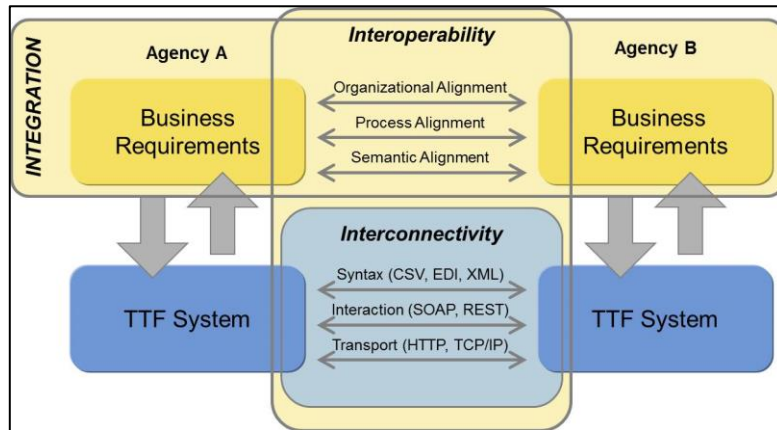 INTEGRATION
Agency A
Interoperability
Agency B
Business
Requirements
Organizational Alignment
Process Alignment
Semantic Alignment
Business
Requirements
Interconnectivity
TTF System
Syntax (CSV, EDI, XML)
Interaction (SOAP, REST)
Transport (HTTP, TCP/IP)
TTF System